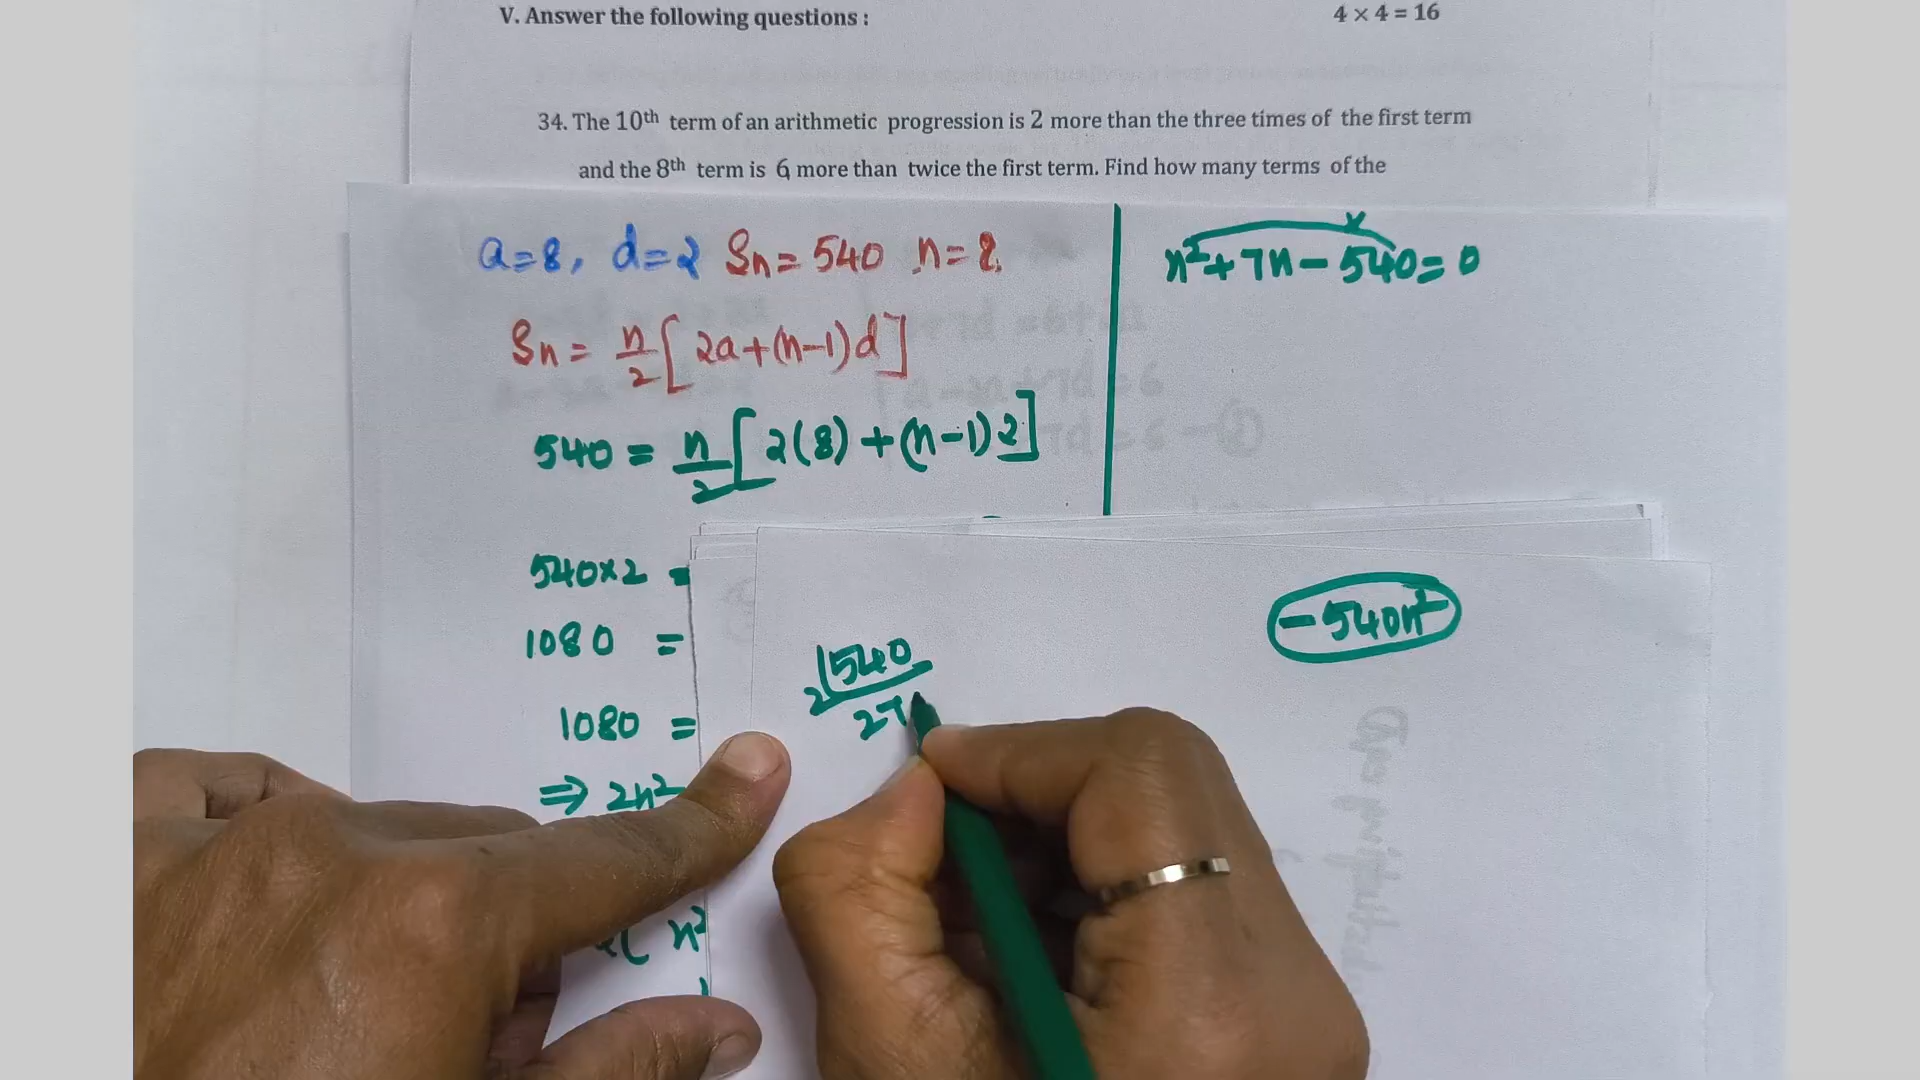 V. Answer the following questions :
4 × 4 = 16
34. The 10th term of an arithmetic progression is 2 more than the three times of the first term
and the 8th term is 6 more than twice the first term. Find how many terms of the
a=8, d=2 Sn=540 n=?
Sn = n/2 [2a+(n-1)d]
540 = n/2 [2(8)+(n-1)2]
540×2 =
1080 =
1080 =
⇒ 2n²
n²
n²+7n-540=0
-540n²
2|540
27